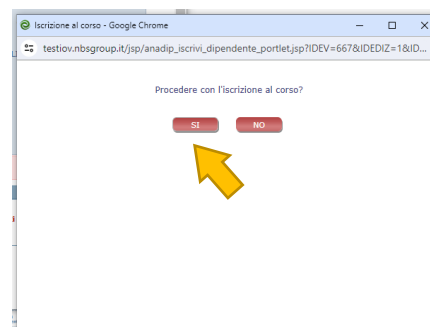 Iscrizione al corso - Google Chrome
testiov.nbsgroup.it/jsp/anadip_iscrivi_dipendente_portlet.jsp?IDEV=667&IDEDIZ=1&ID...
Procedere con l'iscrizione al corso?
SI NO